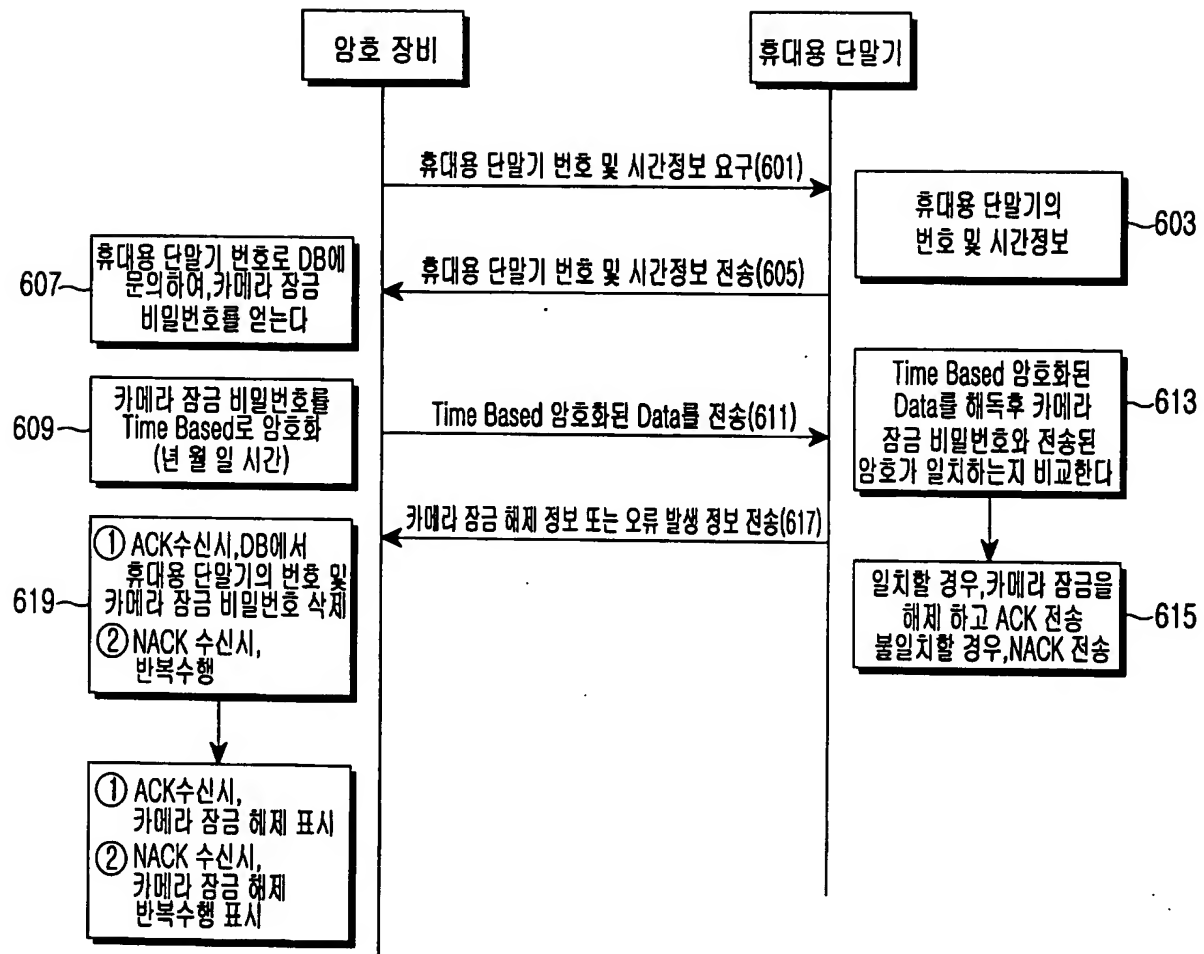 암호 장비
휴대용 단말기
휴대용 단말기 번호 및 시간정보 요구(601)
휴대용 단말기의
번호 및 시간정보
603
휴대용 단말기 번호 및 시간정보 전송(605)
607
휴대용 단말기 번호로 DB에
문의하여,카메라 잠금
비밀번호를 얻는다
609
카메라 잠금 비밀번호를
Time Based로 암호화
(년 월 일 시간)
Time Based 암호화된 Data를 전송(611)
Time Based 암호화된
Data를 해독후 카메라
잠금 비밀번호와 전송된
암호가 일치하는지 비교한다
613
카메라 잠금 해제 정보 또는 오류 발생 정보 전송(617)
일치할 경우,카메라 잠금을
해제 하고 ACK 전송
불일치할 경우,NACK 전송
615
619
① ACK수신시,DB에서
휴대용 단말기의 번호 및
카메라 잠금 비밀번호 삭제
② NACK 수신시,
반복수행
① ACK수신시,
카메라 잠금 헤제 표시
② NACK 수신시,
카메라 잠금 해제
반복수행 표시